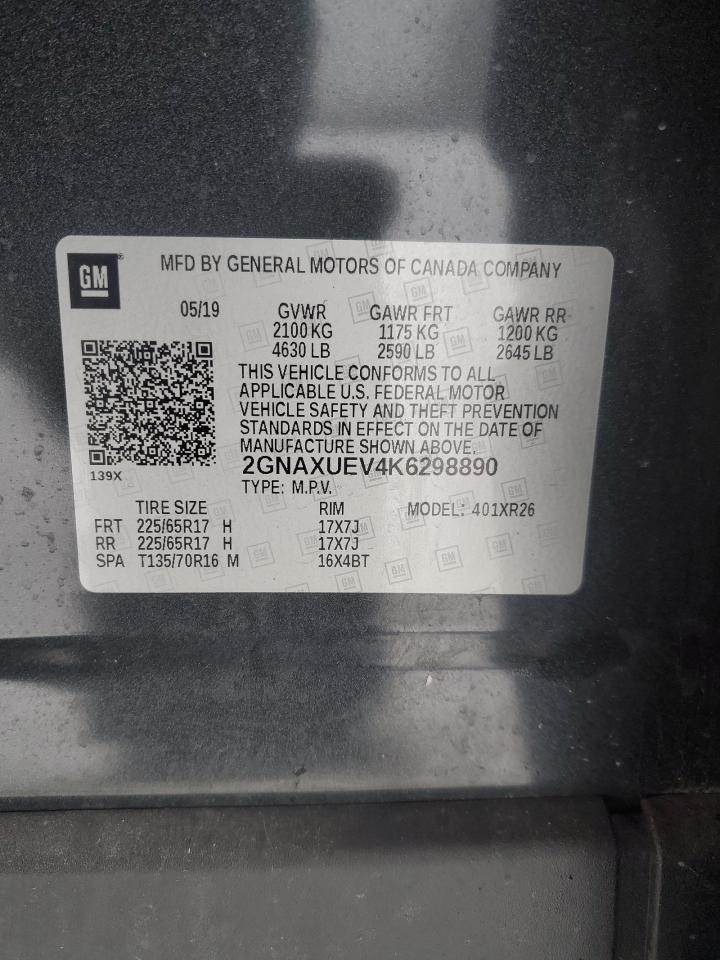 GM ®
MFD BY GENERAL MOTORS OF CANADA COMPANY
05/19 GVWR GAWR FRT GAWR RR
2100 KG 1175 KG 1200 KG
4630 LB 2590 LB 2645 LB
THIS VEHICLE CONFORMS TO ALL
APPLICABLE U.S. FEDERAL MOTOR
VEHICLE SAFETY AND THEFT PREVENTION
STANDARDS IN EFFECT ON THE DATE OF
MANUFACTURE SHOWN ABOVE.
2GNAXUEV4K6298890
139X
TYPE: M.P.V.
TIRE SIZE RIM MODEL: 401XR26
FRT 225/65R17 H 17X7J
RR 225/65R17 H 17X7J
SPA T135/70R16 M 16X4BT